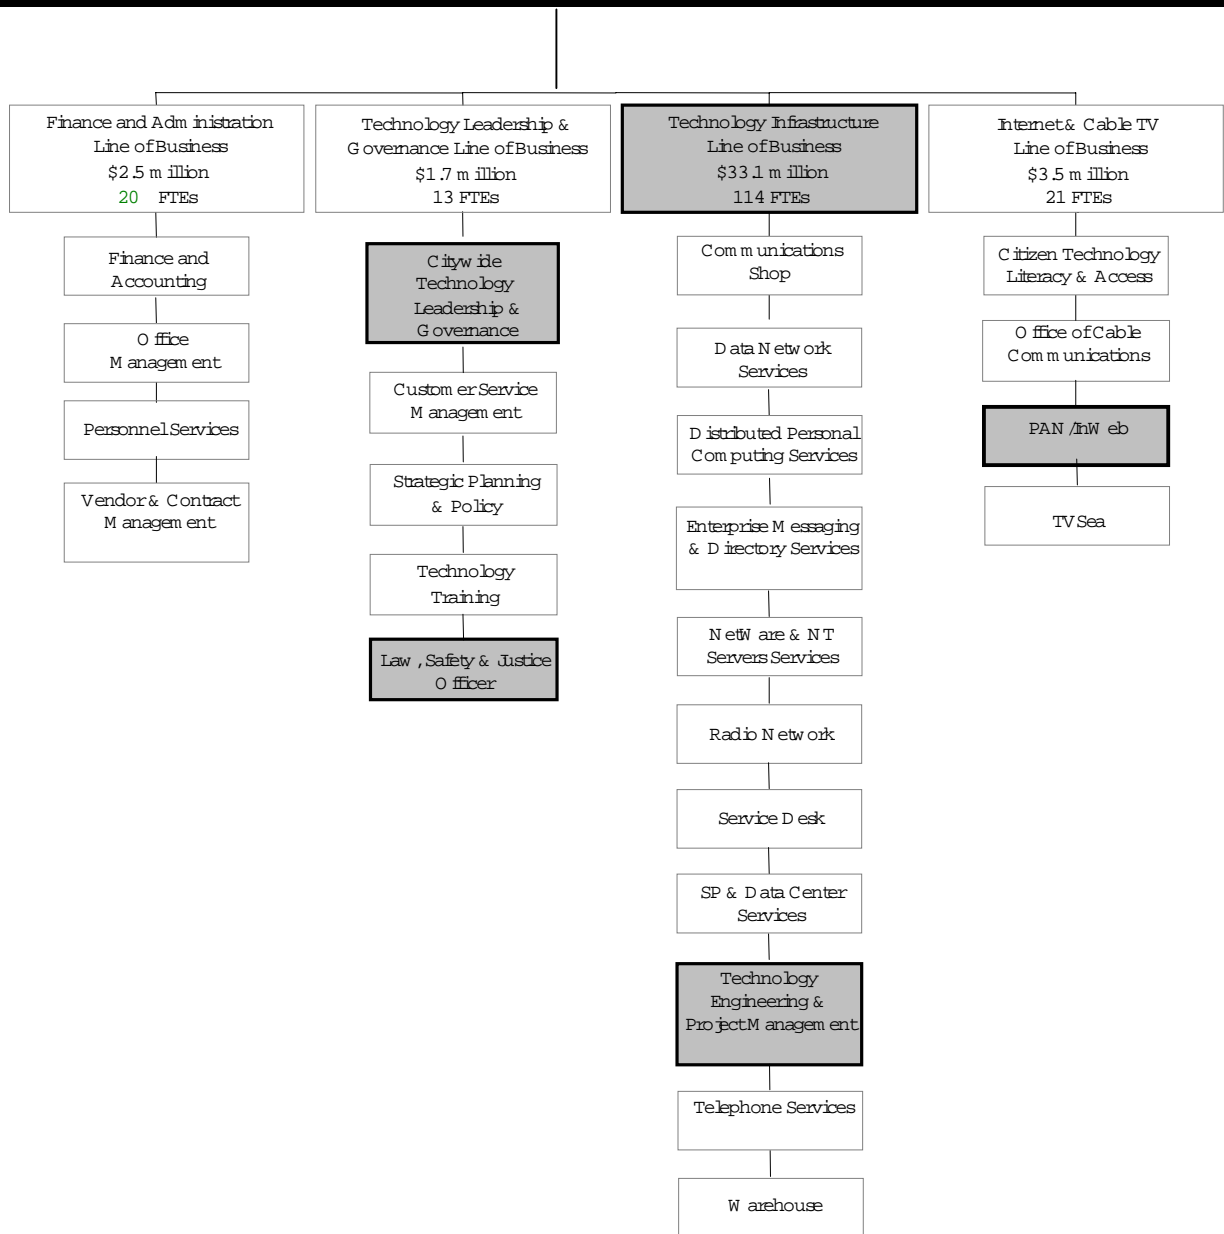 Finance and Administration
Line of Business
$2.5 million
20 FTEs
Finance and
Accounting
Office
Management
Personnel Services
Vendor & Contract
Management
Technology Leadership &
Governance Line of Business
$1.7 million
13 FTEs
Citywide
Technology
Leadership &
Governance
Customer Service
Management
Strategic Planning
& Policy
Technology
Training
Law, Safety & Justice
Officer
Technology Infrastructure
Line of Business
$33.1 million
114 FTEs
Communications
Shop
Data Network
Services
Distributed Personal
Computing Services
Enterprise Messaging
& Directory Services
NetWare & NT
Servers Services
Radio Network
Service Desk
SP & Data Center
Services
Technology
Engineering &
Project Management
Telephone Services
Warehouse
Internet & Cable TV
Line of Business
$3.5 million
21 FTEs
Citizen Technology
Literacy & Access
Office of Cable
Communications
PAN/InWeb
TVSea